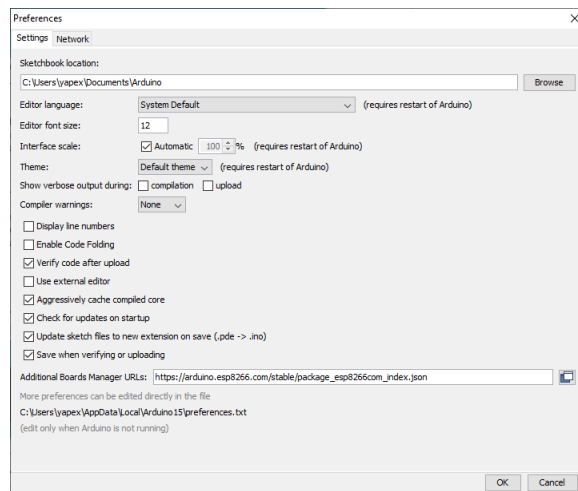 Preferences
Settings Network
Sketchbook location:
C:\Users\yapex\Documents\Arduino Browse
Editor language: System Default (requires restart of Arduino)
Editor font size: 12
Interface scale: Automatic 100 % (requires restart of Arduino)
Theme: Default theme (requires restart of Arduino)
Show verbose output during: compilation upload
Compiler warnings: None
Display line numbers
Enable Code Folding
Verify code after upload
Use external editor
Aggressively cache compiled core
Check for updates on startup
Update sketch files to new extension on save (.pde -> .ino)
Save when verifying or uploading
Additional Boards Manager URLs: https://arduino.esp8266.com/stable/package_esp8266com_index.json
More preferences can be edited directly in the file
C:\Users\yapex\AppData\Local\Arduino15\preferences.txt
(edit only when Arduino is not running)
OK Cancel